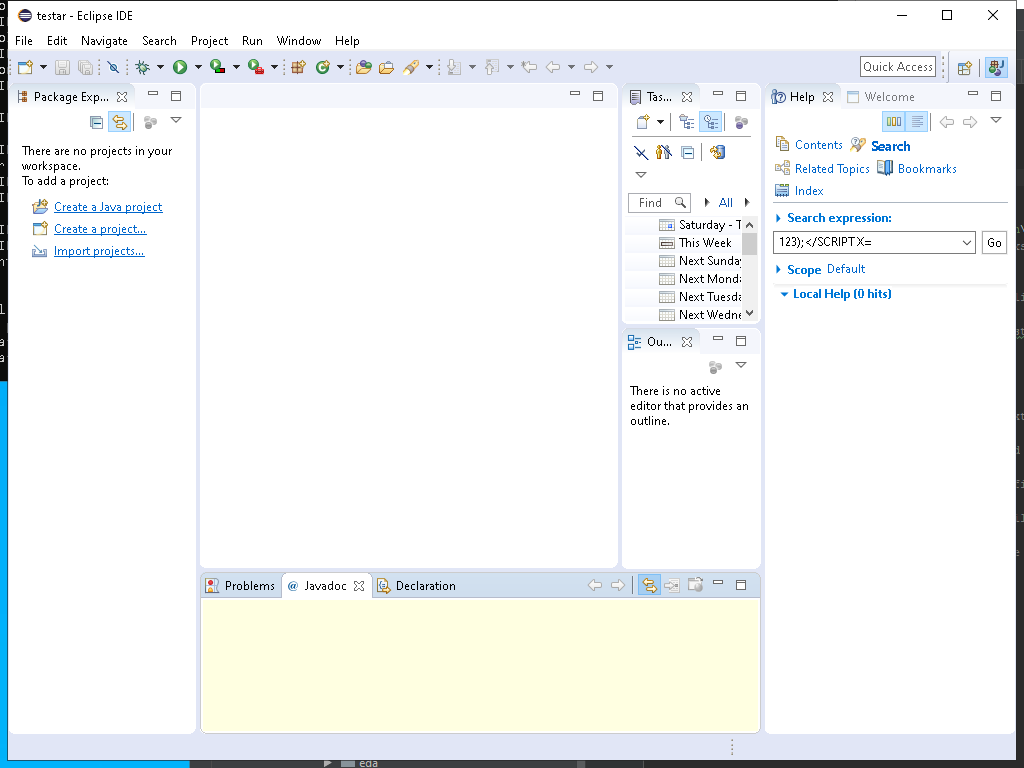 testar - Eclipse IDE
File Edit Navigate Search Project Run Window Help
Quick Access
Package Exp...
There are no projects in your
workspace.
To add a project:
Create a Java project
Create a project...
Import projects...
Tas...
Find
All
Saturday - T
This Week
Next Sunda
Next Monda
Next Tuesda
Next Wedne
Ou...
There is no active
editor that provides an
outline.
Help
Welcome
Contents
Search
Related Topics
Bookmarks
Index
Search expression:
123);</SCRIPT X=
Go
Scope Default
Local Help (0 hits)
Problems
@ Javadoc
Declaration
eda